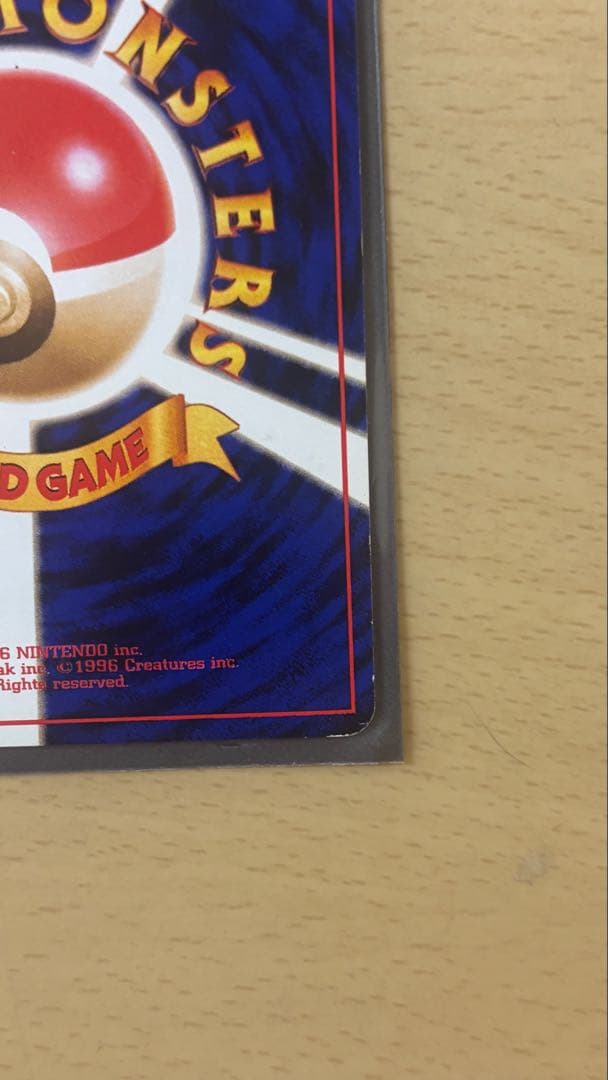 ONSTERS
D GAME
6 NINTENDO inc.
ak inc. ©1996 Creatures inc.
Rights reserved.